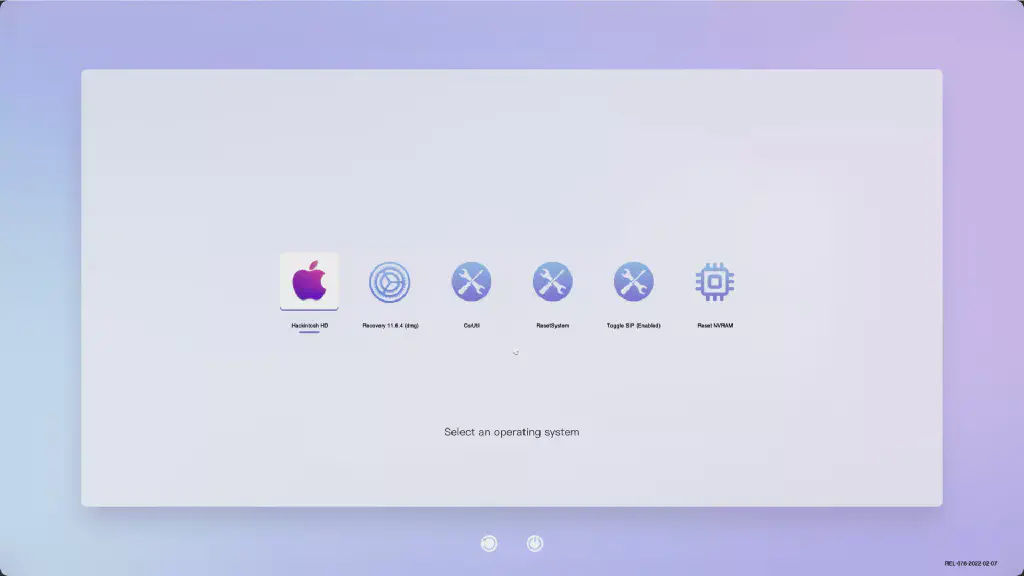 Hackintosh HD
Recovery 11.6.4 (dmg)
CsrUtil
ResetSystem
Toggle SIP (Enabled)
Reset NVRAM
Select an operating system
REL-078-2022-02-07